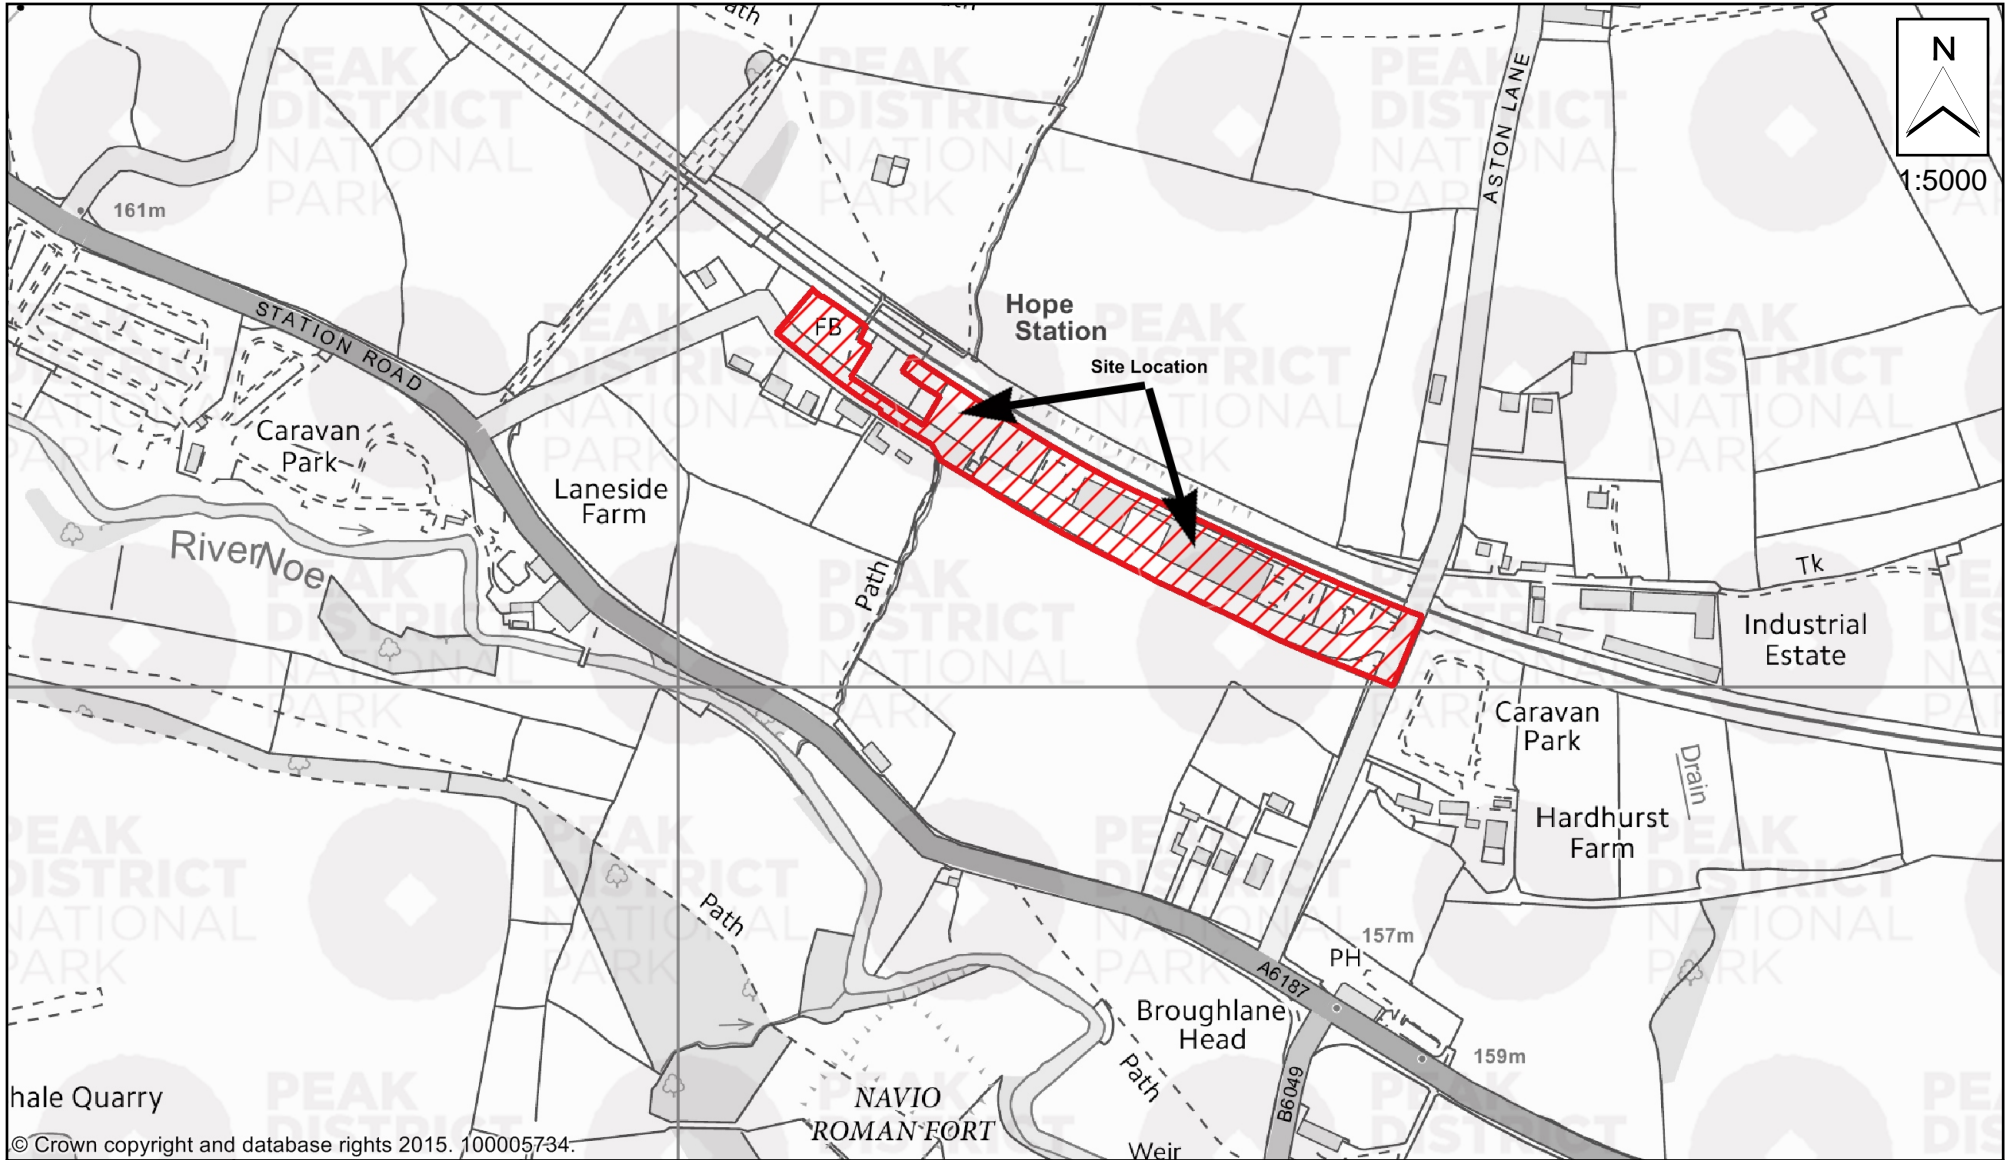 ath
ath
N
1:5000
ASTON LANE
161m
STATION ROAD
Hope
Station
FB
Site Location
Caravan
Park
Laneside
Farm
River Noe
Path
Tk
Industrial
Estate
Caravan
Park
Drain
Hardhurst
Farm
Path
157m
PH
A6187
Broughlane
Head
159m
Path
B6049
hale Quarry
NAVIO
ROMAN FORT
Weir
© Crown copyright and database rights 2015. 100005734.
PEAK
DISTRICT
NATIONAL
PARK